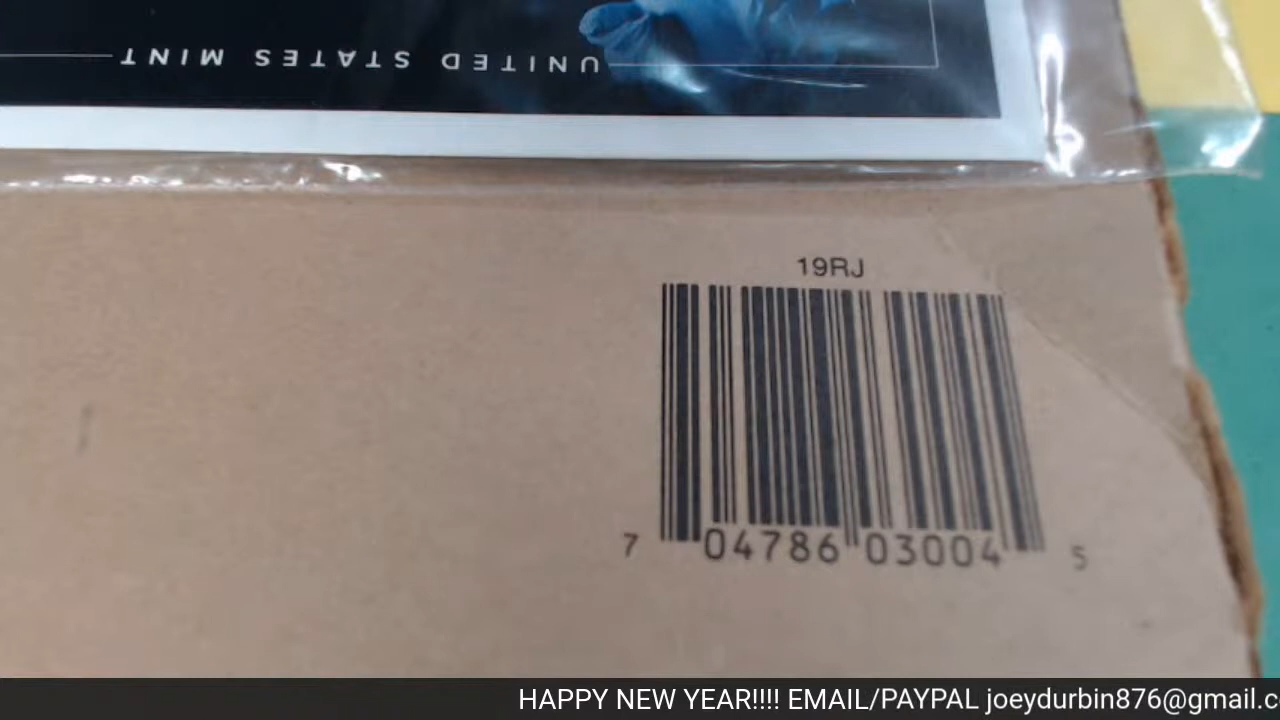 UNITED STATES MINT
19RJ
7 04786 03004 5
HAPPY NEW YEAR!!!! EMAIL/PAYPAL joeydurbin876@gmail.c